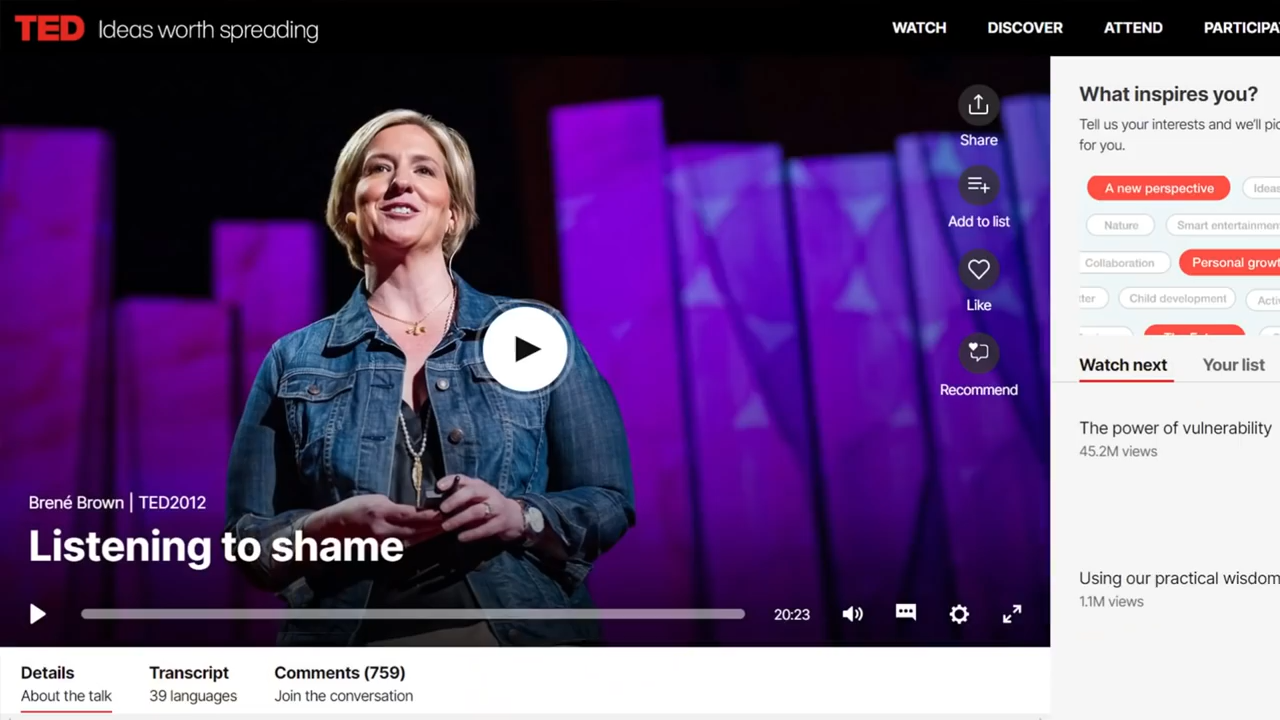 TED Ideas worth spreading
WATCH DISCOVER ATTEND
Share
Add to list
Like
Recommend
Brené Brown | TED2012
Listening to shame
20:23
Details
About the talk
Transcript
39 languages
Comments (759)
Join the conversation
What inspires you?
Tell us your interests and we'll
for you.
A new perspective
Nature Smart
Collaboration Personal
Child development
Watch next Your list
The power of vulnerability
45.2M views
Using our practical wisdom
1.1M views